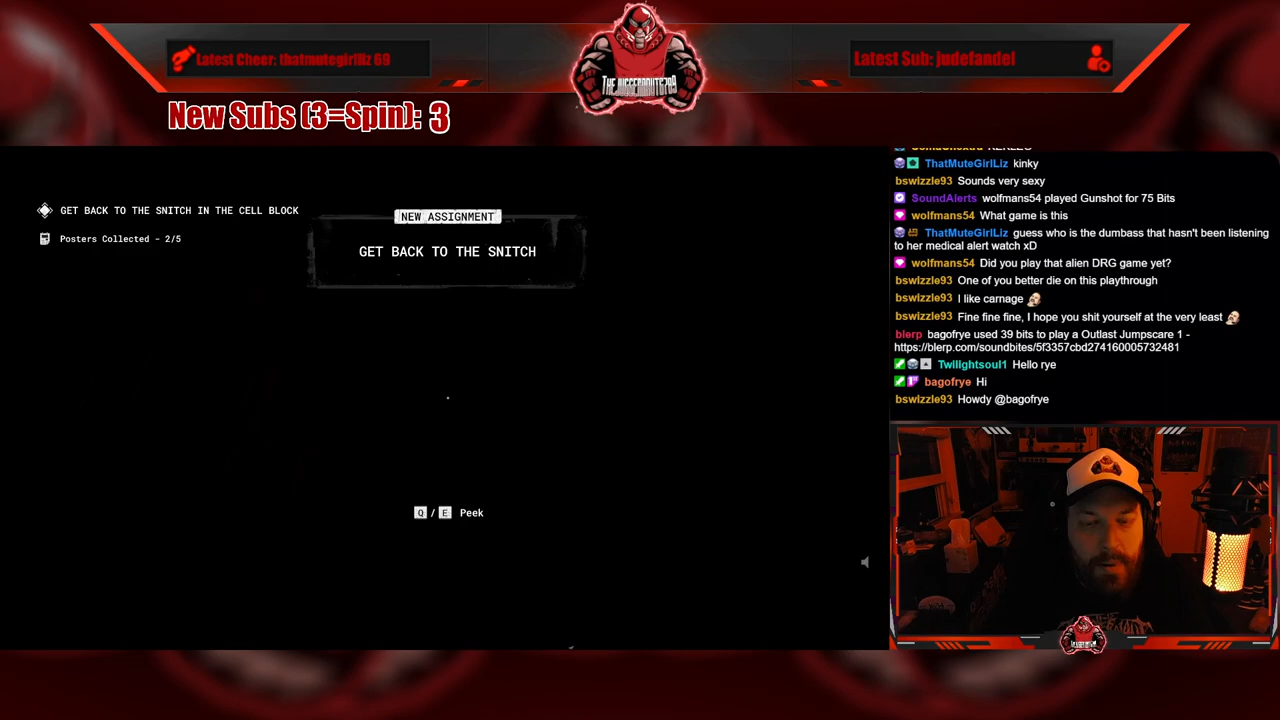 Latest Cheer: thatmutegirlliz 69
THEJUGGERNAUT6789
Latest Sub: judefandel
New Subs (3=Spin): 3
GET BACK TO THE SNITCH IN THE CELL BLOCK
Posters Collected - 2/5
NEW ASSIGNMENT
GET BACK TO THE SNITCH
Q / E Peek
ThatMuteGirlLiz kinky
bswizzle93 Sounds very sexy
SoundAlerts wolfmans54 played Gunshot for 75 Bits
wolfmans54 What game is this
ThatMuteGirlLiz guess who is the dumbass that hasn't been listening
to her medical alert watch xD
wolfmans54 Did you play that alien DRG game yet?
bswizzle93 One of you better die on this playthrough
bswizzle93 I like carnage
bswizzle93 Fine fine fine, I hope you shit yourself at the very least
blerp bagofrye used 39 bits to play a Outlast Jumpscare 1 -
https://blerp.com/soundbites/5f3357cbd274160005732481
Twilightsoul1 Hello rye
bagofrye Hi
bswizzle93 Howdy @bagofrye